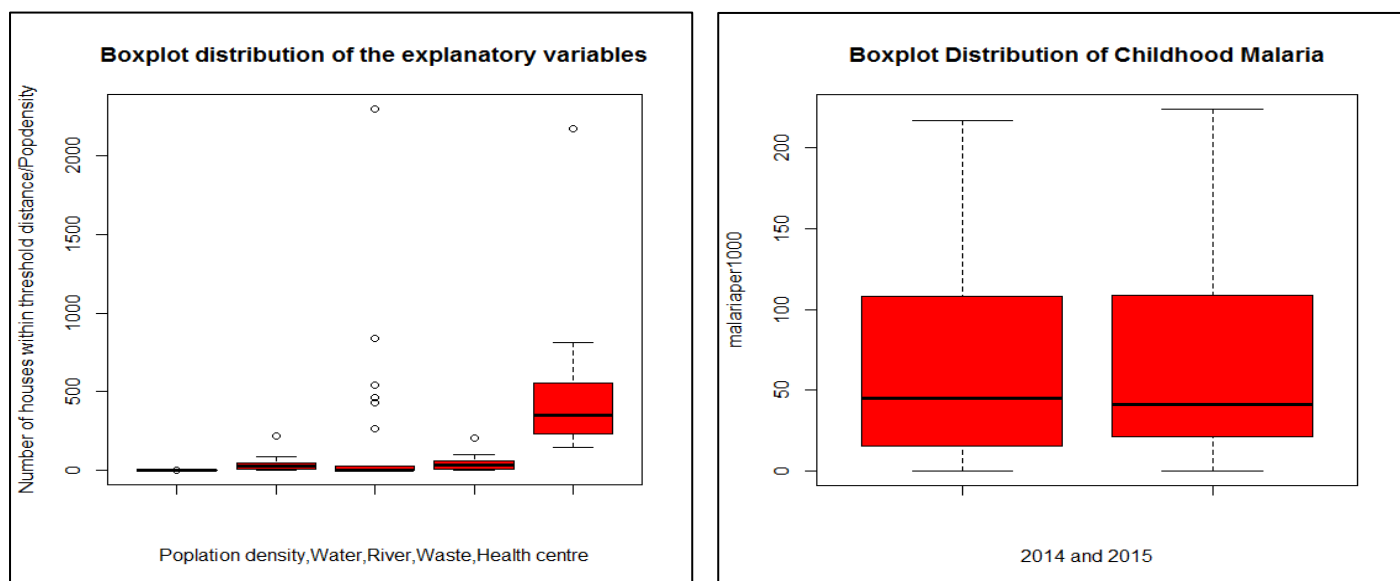 Boxplot distribution of the explanatory variables
Number of houses within threshold distance/Popdensity
2000
1500
1000
500
0
Poplation density,Water,River,Waste,Health centre
Boxplot Distribution of Childhood Malaria
malariaper1000
200
150
100
50
0
2014 and 2015